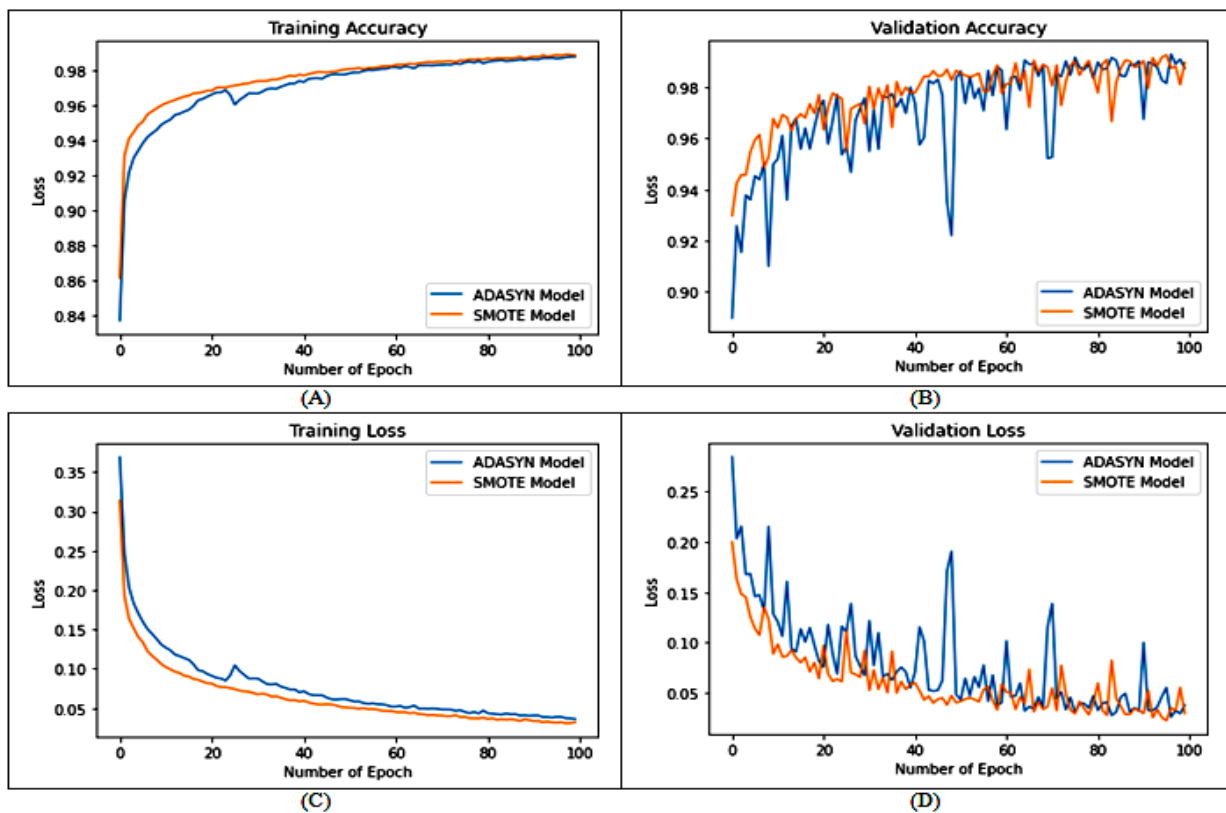 Training Accuracy
0.98
0.96
0.94
0.92
0.90
0.88
0.86
0.84
Loss
0
20
40
60
80
100
Number of Epoch
ADASYN Model
SMOTE Model
(A)
Validation Accuracy
0.98
0.96
0.94
0.92
0.90
Loss
0
20
40
60
80
100
Number of Epoch
ADASYN Model
SMOTE Model
(B)
Training Loss
0.35
0.30
0.25
0.20
0.15
0.10
0.05
Loss
0
20
40
60
80
100
Number of Epoch
ADASYN Model
SMOTE Model
(C)
Validation Loss
0.25
0.20
0.15
0.10
0.05
Loss
0
20
40
60
80
100
Number of Epoch
ADASYN Model
SMOTE Model
(D)